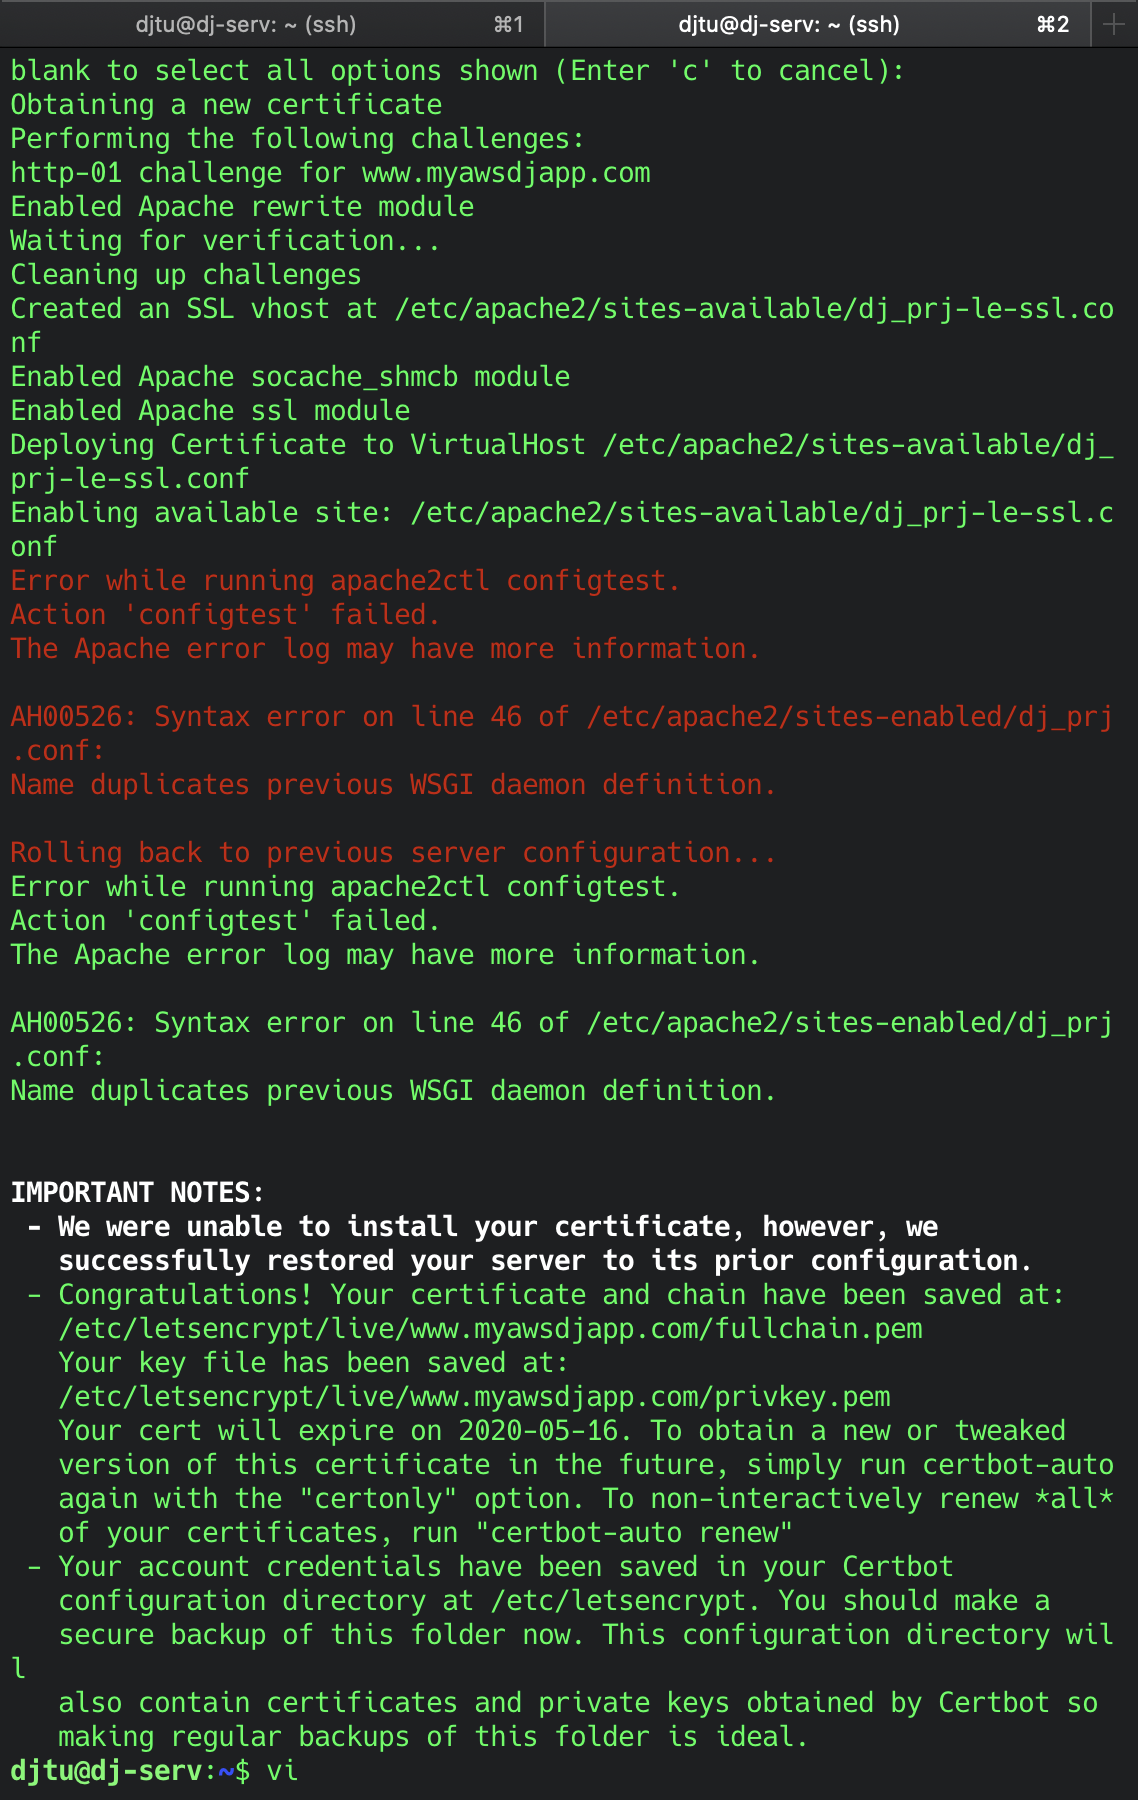 djtu@dj-serv: ~ (ssh) ⌘1 djtu@dj-serv: ~ (ssh) ⌘2 +
blank to select all options shown (Enter 'c' to cancel):
Obtaining a new certificate
Performing the following challenges:
http-01 challenge for www.myawsdjapp.com
Enabled Apache rewrite module
Waiting for verification...
Cleaning up challenges
Created an SSL vhost at /etc/apache2/sites-available/dj_prj-le-ssl.co
nf
Enabled Apache socache_shmcb module
Enabled Apache ssl module
Deploying Certificate to VirtualHost /etc/apache2/sites-available/dj_
prj-le-ssl.conf
Enabling available site: /etc/apache2/sites-available/dj_prj-le-ssl.c
onf
Error while running apache2ctl configtest.
Action 'configtest' failed.
The Apache error log may have more information.
AH00526: Syntax error on line 46 of /etc/apache2/sites-enabled/dj_prj
.conf:
Name duplicates previous WSGI daemon definition.
Rolling back to previous server configuration...
Error while running apache2ctl configtest.
Action 'configtest' failed.
The Apache error log may have more information.
AH00526: Syntax error on line 46 of /etc/apache2/sites-enabled/dj_prj
.conf:
Name duplicates previous WSGI daemon definition.
IMPORTANT NOTES:
- We were unable to install your certificate, however, we
successfully restored your server to its prior configuration.
- Congratulations! Your certificate and chain have been saved at:
/etc/letsencrypt/live/www.myawsdjapp.com/fullchain.pem
Your key file has been saved at:
/etc/letsencrypt/live/www.myawsdjapp.com/privkey.pem
Your cert will expire on 2020-05-16. To obtain a new or tweaked
version of this certificate in the future, simply run certbot-auto
again with the "certonly" option. To non-interactively renew *all*
of your certificates, run "certbot-auto renew"
- Your account credentials have been saved in your Certbot
configuration directory at /etc/letsencrypt. You should make a
secure backup of this folder now. This configuration directory wil
l
also contain certificates and private keys obtained by Certbot so
making regular backups of this folder is ideal.
djtu@dj-serv:~$ vi